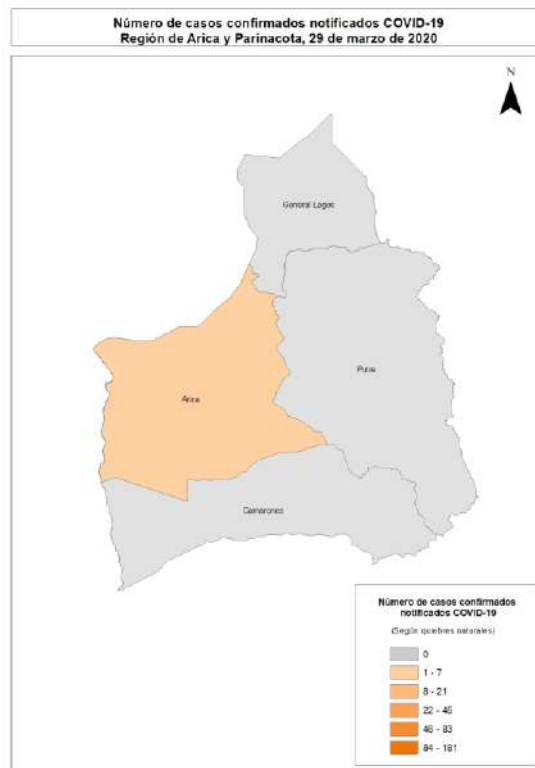 Número de casos confirmados notificados COVID-19
Región de Arica y Parinacota, 29 de marzo de 2020
N
General Lagos
Putre
Arica
Camarones
Número de casos confirmados
notificados COVID-19
(Según quiebres naturales)
0
1 - 7
8 - 21
22 - 45
46 - 83
84 - 181